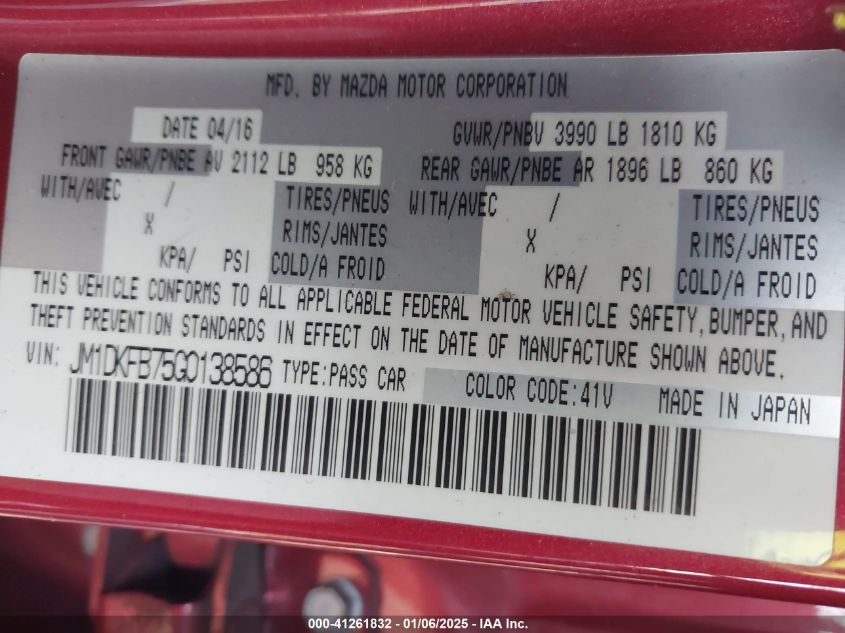 MFD. BY MAZDA MOTOR CORPORATION
DATE 04/16 GVWR/PNBV 3990 LB 1810 KG
FRONT GAWR/PNBE AV 2112 LB 958 KG REAR GAWR/PNBE AR 1896 LB 860 KG
WITH/AVEC / TIRES/PNEUS WITH/AVEC / TIRES/PNEUS
X RIMS/JANTES X RIMS/JANTES
KPA/ PSI COLD/A FROID KPA/ PSI COLD/A FROID
THIS VEHICLE CONFORMS TO ALL APPLICABLE FEDERAL MOTOR VEHICLE SAFETY, BUMPER, AND
THEFT PREVENTION STANDARDS IN EFFECT ON THE DATE OF MANUFACTURE SHOWN ABOVE.
VIN: JM1DKFB75G0138586 TYPE:PASS CAR COLOR CODE:41V MADE IN JAPAN
000-41261832 - 01/06/2025 - IAA Inc.